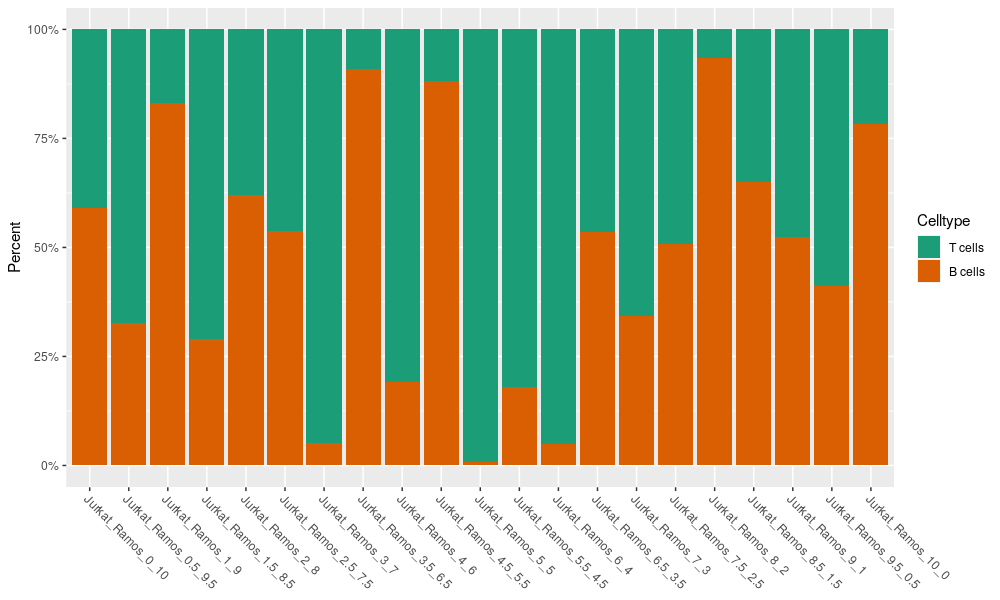 100%
75%
50%
25%
0%
Percent
Jurkat_Ramos_0_10
Jurkat_Ramos_0.5_9.5
Jurkat_Ramos_1_9
Jurkat_Ramos_1.5_8.5
Jurkat_Ramos_2_8
Jurkat_Ramos_2.5_7.5
Jurkat_Ramos_3_7
Jurkat_Ramos_3.5_6.5
Jurkat_Ramos_4_6
Jurkat_Ramos_4.5_5.5
Jurkat_Ramos_5_5
Jurkat_Ramos_5.5_4.5
Jurkat_Ramos_6_4
Jurkat_Ramos_6.5_3.5
Jurkat_Ramos_7_3
Jurkat_Ramos_7.5_2.5
Jurkat_Ramos_8_2
Jurkat_Ramos_8.5_1.5
Jurkat_Ramos_9_1
Jurkat_Ramos_9.5_0.5
Jurkat_Ramos_10_0
Celltype
T cells
B cells